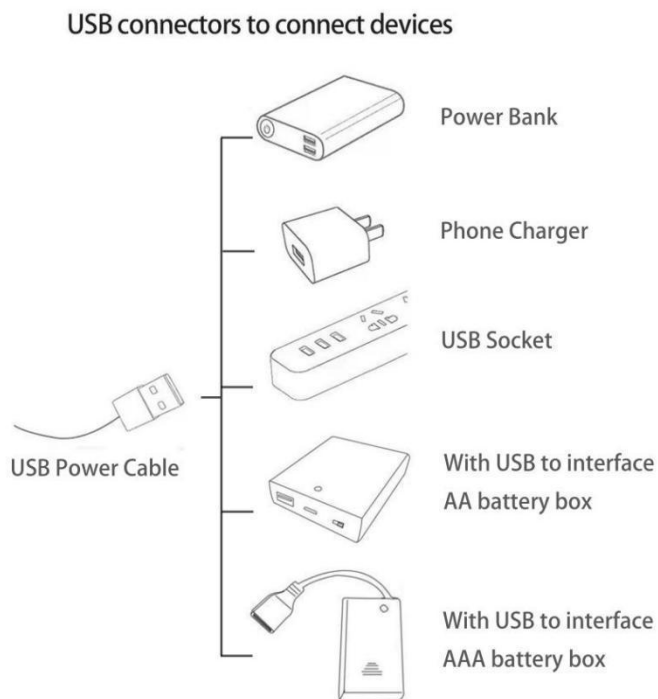 USB connectors to connect devices
Power Bank
Phone Charger
USB Socket
USB Power Cable
With USB to interface
AA battery box
With USB to interface
AAA battery box